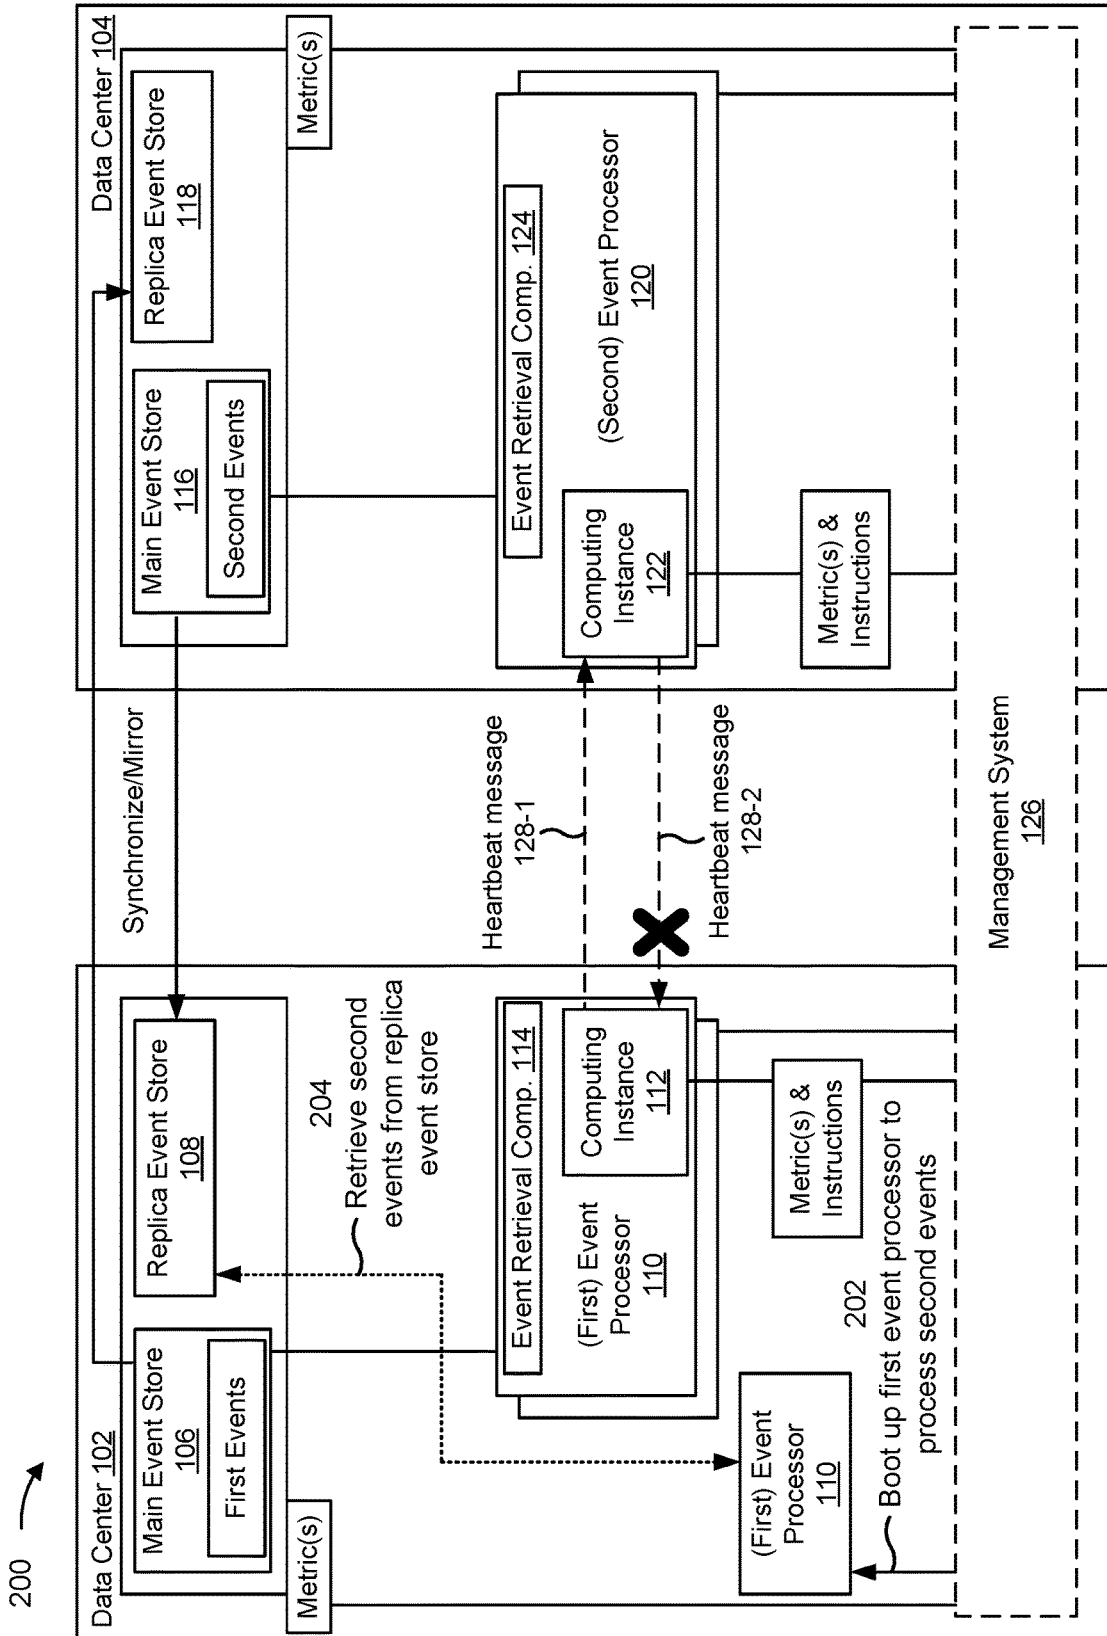 200
Data Center 102
Main Event Store
106
First Events
Replica Event Store
108
Metric(s)
204
Retrieve second
events from replica
event store
Event Retrieval Comp. 114
(First) Event
Processor
110
Computing
Instance
112
Metric(s) &
Instructions
(First) Event
Processor
110
202
Boot up first event processor to
process second events
Synchronize/Mirror
Heartbeat message
128-1
Heartbeat message
128-2
Data Center 104
Main Event Store
116
Second Events
Replica Event Store
118
Metric(s)
Event Retrieval Comp. 124
(Second) Event Processor
120
Computing
Instance
122
Metric(s) &
Instructions
Management System
126